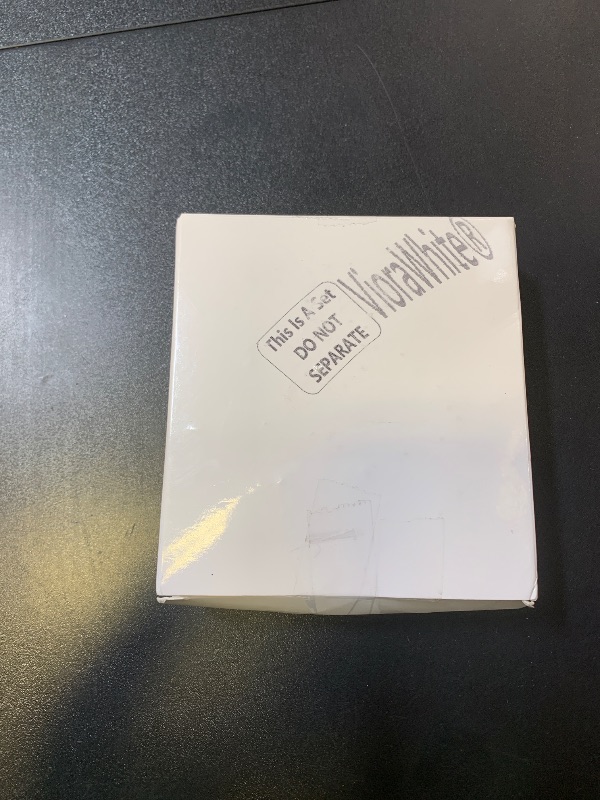 VioraWhite®
This Is A Set
DO NOT
SEPARATE